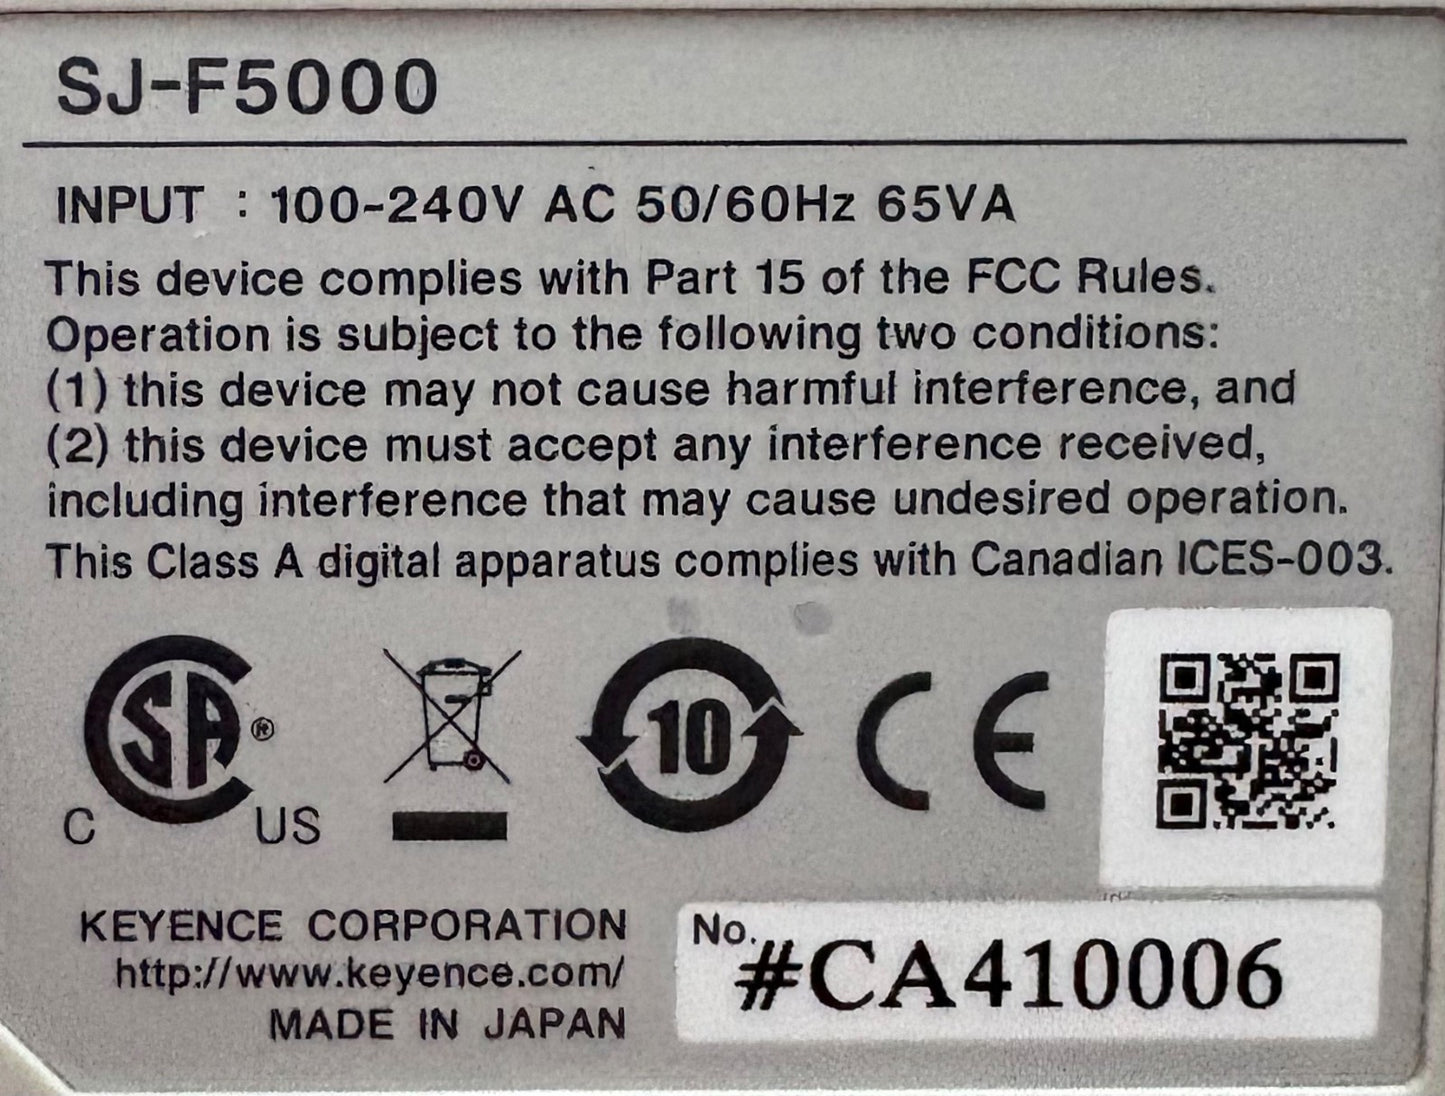 SJ-F5000
INPUT : 100-240V AC 50/60Hz 65VA
This device complies with Part 15 of the FCC Rules.
Operation is subject to the following two conditions:
(1) this device may not cause harmful interference, and
(2) this device must accept any interference received,
including interference that may cause undesired operation.
This Class A digital apparatus complies with Canadian ICES-003.
C SA ® US
10
CE
KEYENCE CORPORATION
http://www.keyence.com/
MADE IN JAPAN
No.
#CA410006